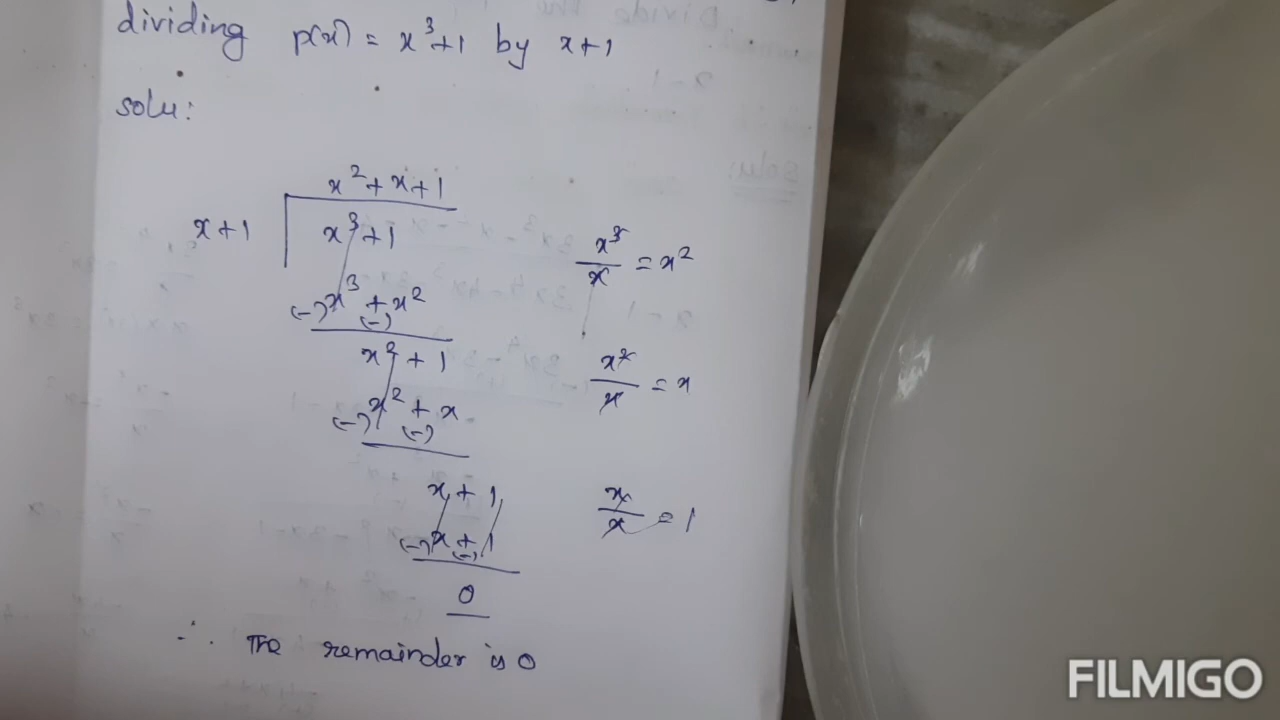 dividing p(x) = x³+1 by x+1
solu:
x²+x+1
x+1
x³+1
x³/x = x²
(-)x³+x²
(-)
x²+1
x²/x = x
x²+x
(-) (-)
x+1
x/x = 1
(-)x+1
(-)
0
∴ The remainder is 0
FILMIGO